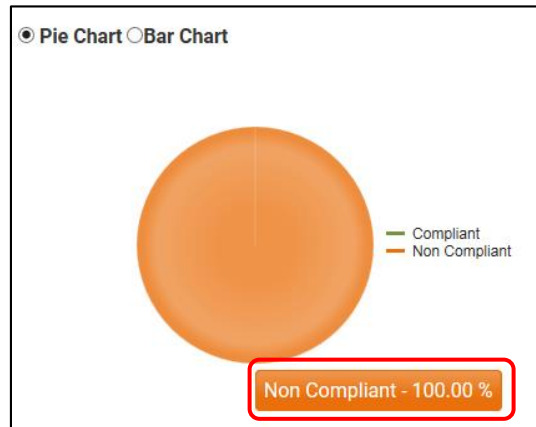 Pie Chart Bar Chart
Compliant
Non Compliant
Non Compliant - 100.00 %